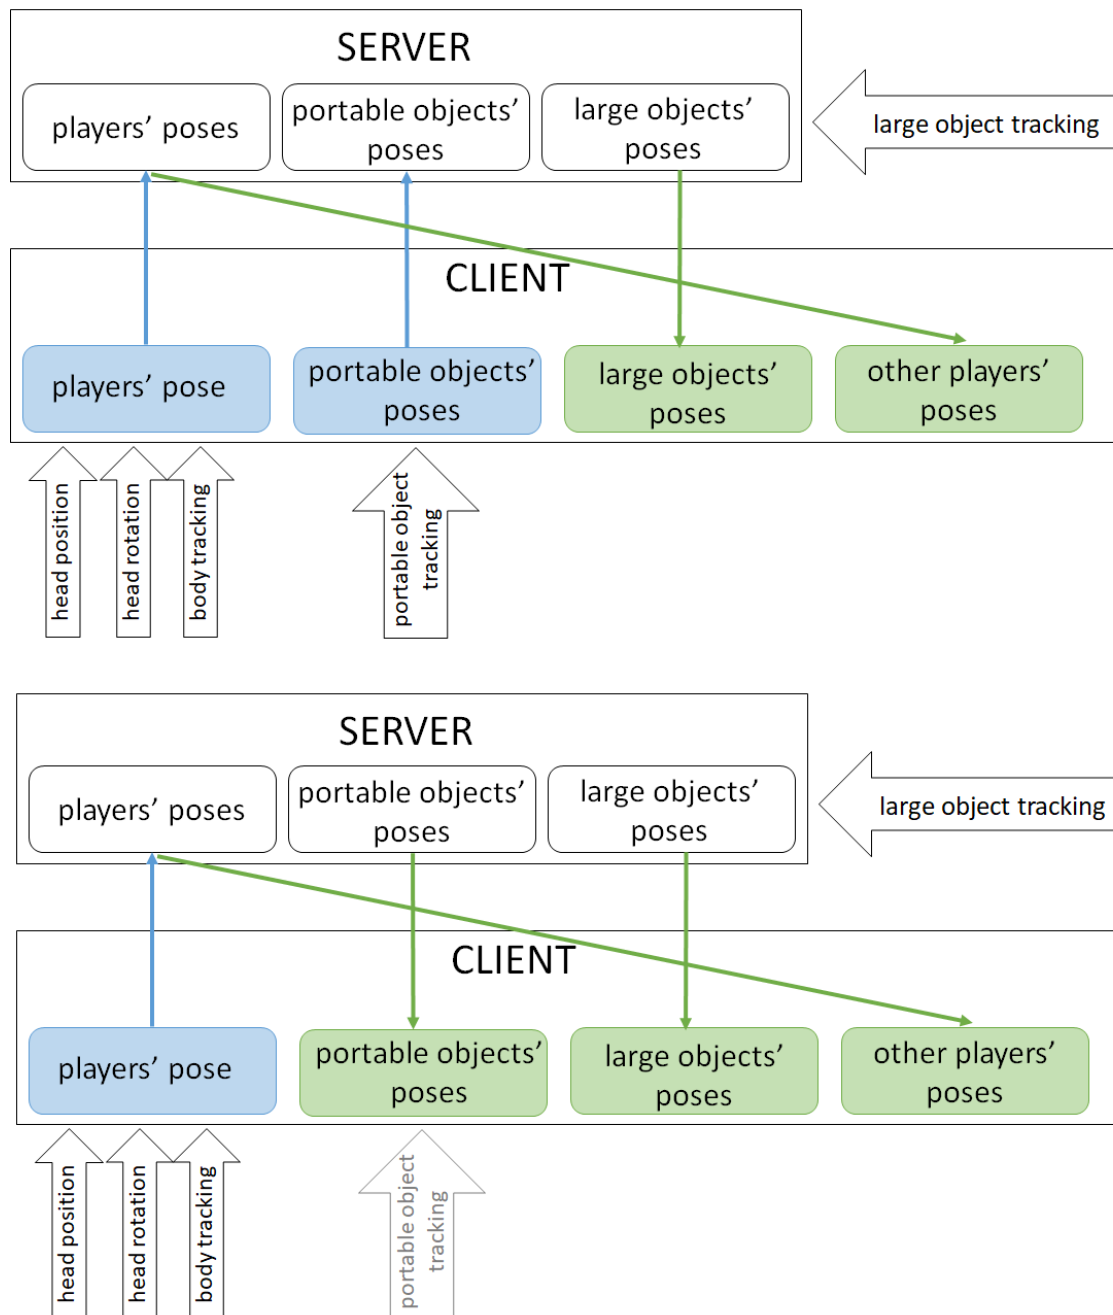 SERVER
players’ poses
portable objects’
poses
large objects’
poses
large object tracking
CLIENT
players’ pose
portable objects’
poses
large objects’
poses
other players’
poses
head position
head rotation
body tracking
portable object
tracking
SERVER
players’ poses
portable objects’
poses
large objects’
poses
large object tracking
CLIENT
players’ pose
portable objects’
poses
large objects’
poses
other players’
poses
head position
head rotation
body tracking
portable object
tracking